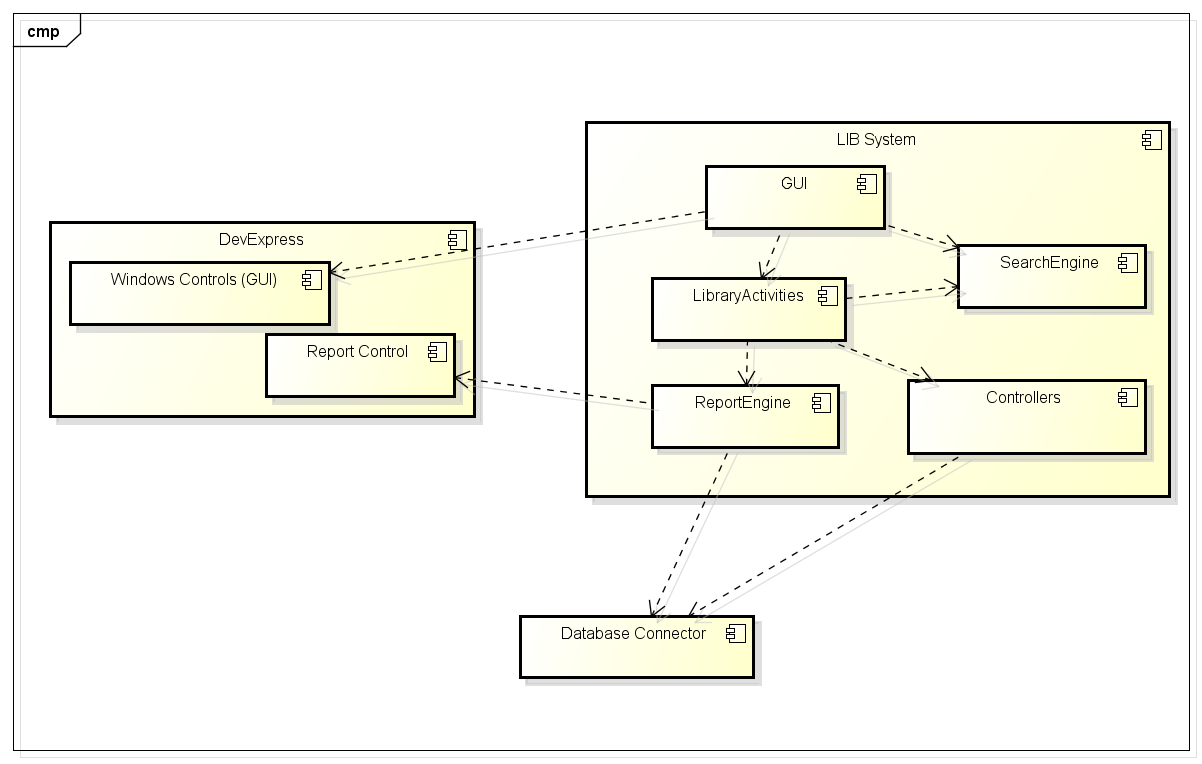 cmp
LIB System
GUI
DevExpress
SearchEngine
Windows Controls (GUI)
LibraryActivities
Report Control
Controllers
ReportEngine
Database Connector